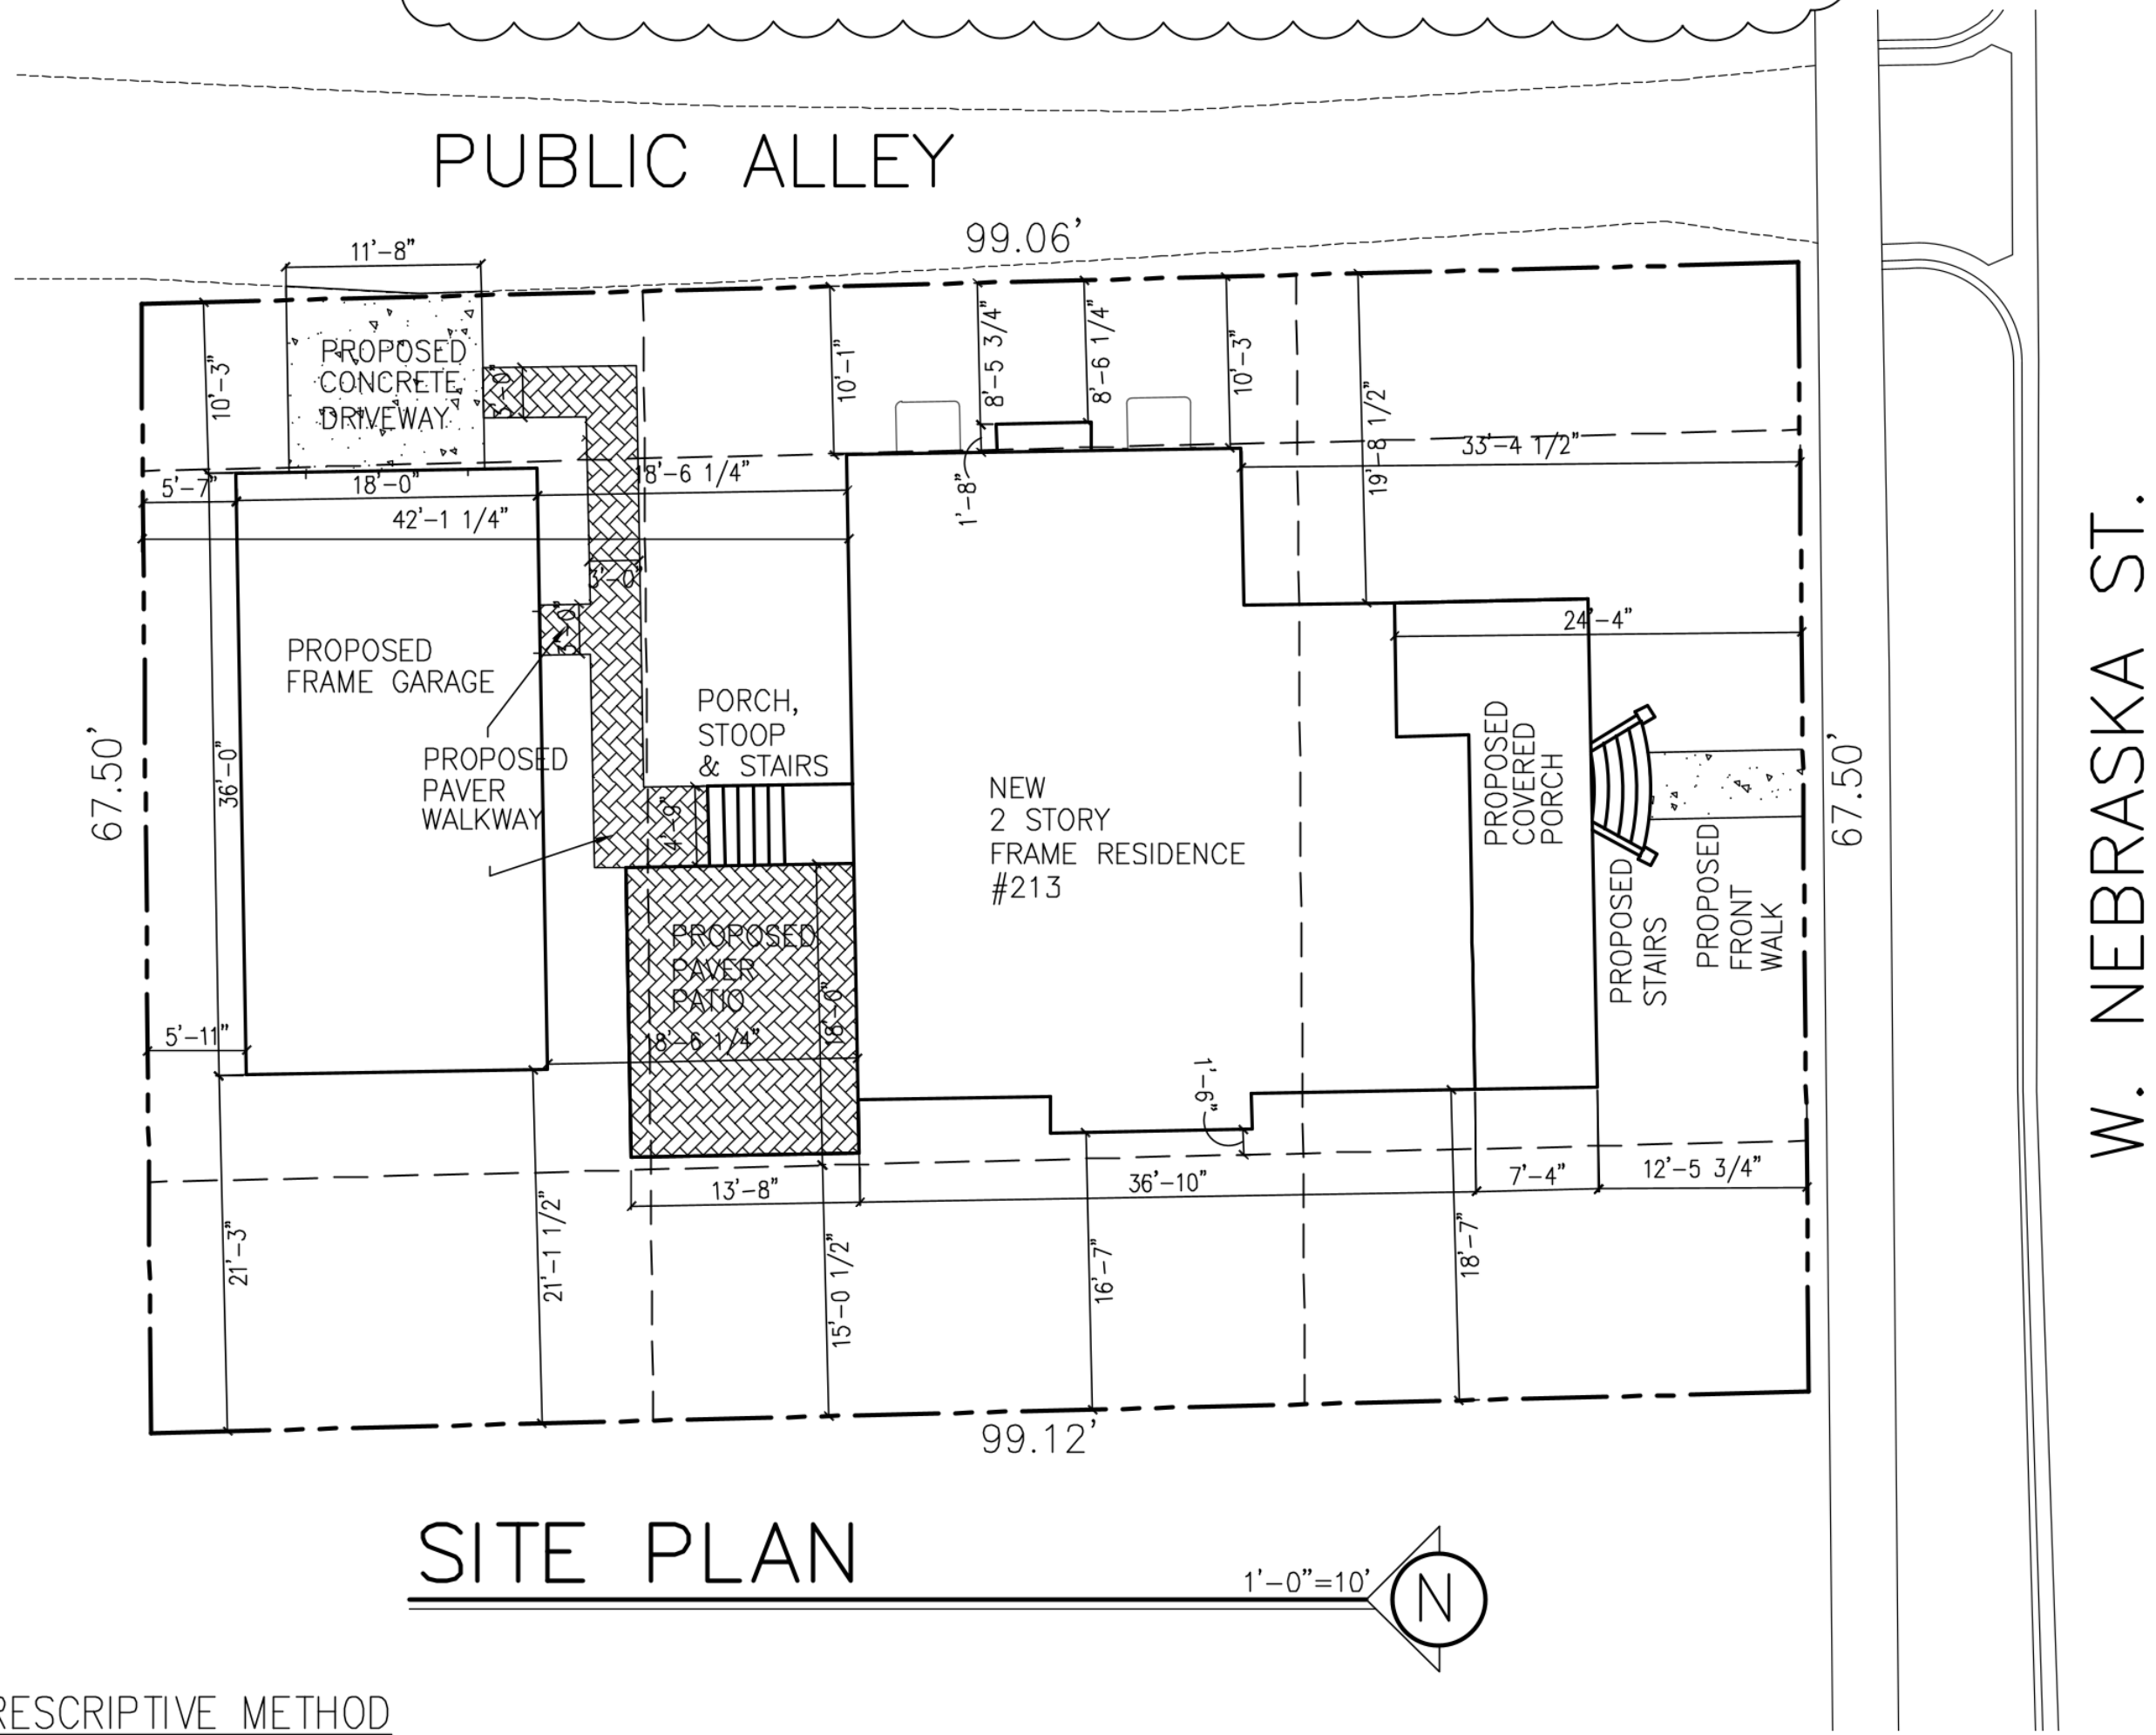 PUBLIC ALLEY
99.06'
11'-8"
10'-3"
PROPOSED
CONCRETE
DRIVEWAY
3'-0"
10'-1"
8'-5 3/4"
8'-6 1/4"
10'-3"
19'-8 1/2"
33'-4 1/2"
5'-7"
18'-0"
18'-6 1/4"
1'-8"
42'-1 1/4"
3'-0"
3'-0"
24'-4"
PROPOSED
FRAME GARAGE
PORCH,
STOOP
& STAIRS
PROPOSED
PAVER
WALKWAY
36'-0"
67.50'
4'-9"
NEW
2 STORY
FRAME RESIDENCE
#213
PROPOSED
COVERED
PORCH
PROPOSED
STAIRS
PROPOSED
FRONT
WALK
67.50'
W. NEBRASKA ST.
PROPOSED
PAVER
PATIO
18'-0"
18'-6 1/4"
5'-11"
1'-6"
13'-8"
36'-10"
7'-4"
12'-5 3/4"
21'-3"
21'-1 1/2"
15'-0 1/2"
16'-7"
18'-7"
99.12'
SITE PLAN
1'-0"=10'
N
RESCRIPTIVE METHOD